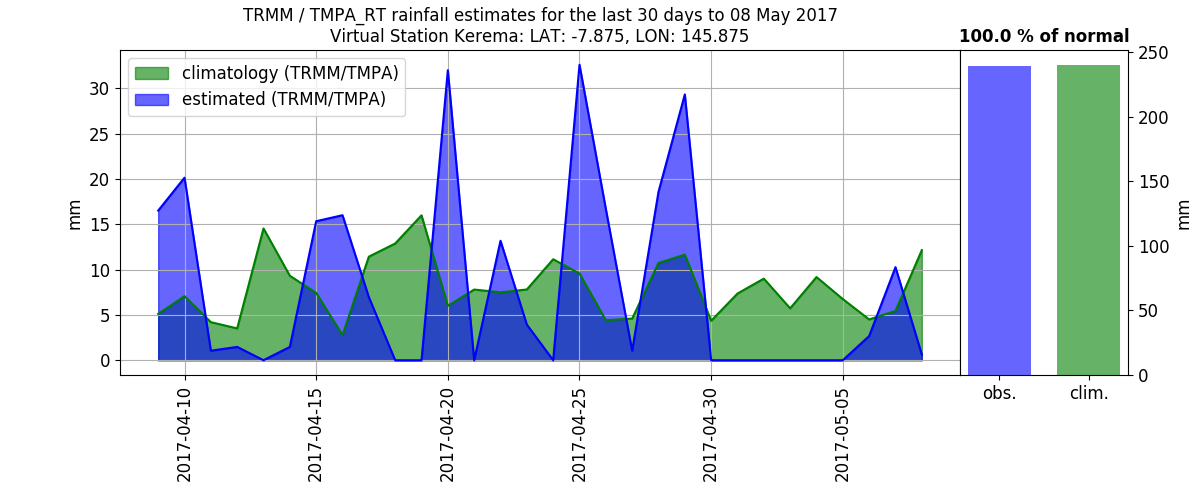 TRMM / TMPA_RT rainfall estimates for the last 30 days to 08 May 2017
Virtual Station Kerema: LAT: -7.875, LON: 145.875
100.0 % of normal
climatology (TRMM/TMPA)
estimated (TRMM/TMPA)
mm
30
25
20
15
10
5
0
2017-04-10
2017-04-15
2017-04-20
2017-04-25
2017-04-30
2017-05-05
250
200
150
100
50
0
mm
obs.
clim.